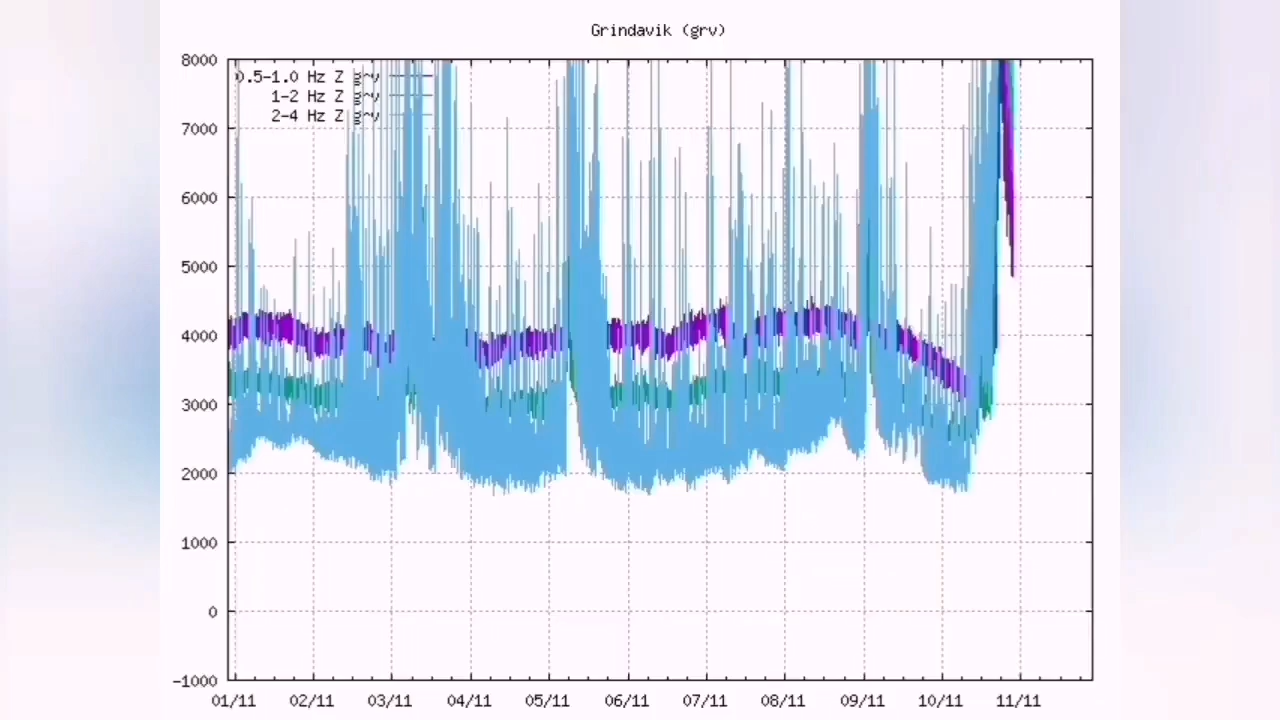 Grindavik (grv)
8000
0.5-1.0 Hz Z grv
1-2 Hz Z grv
2-4 Hz Z grv
7000
6000
5000
4000
3000
2000
1000
0
-1000
01/11 02/11 03/11 04/11 05/11 06/11 07/11 08/11 09/11 10/11 11/11